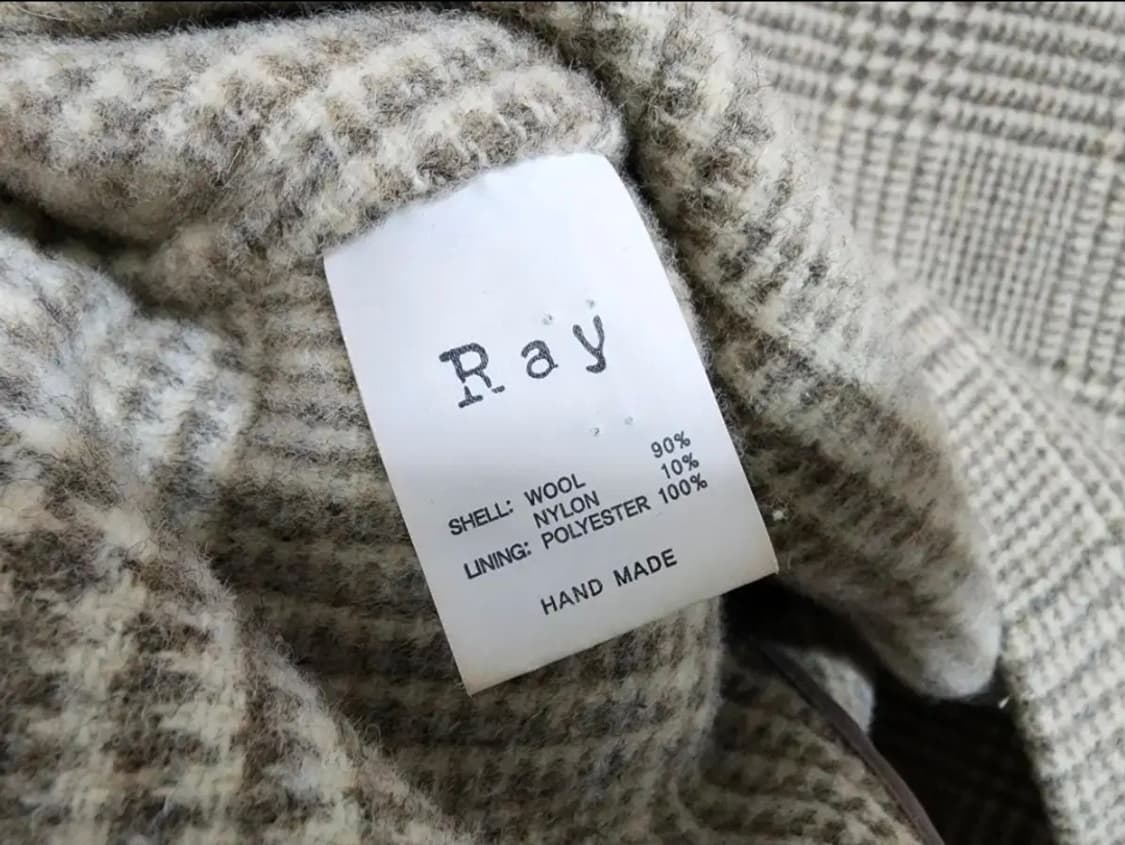 Ray
SHELL: WOOL 90%
NYLON 10%
LINING: POLYESTER 100%
HAND MADE